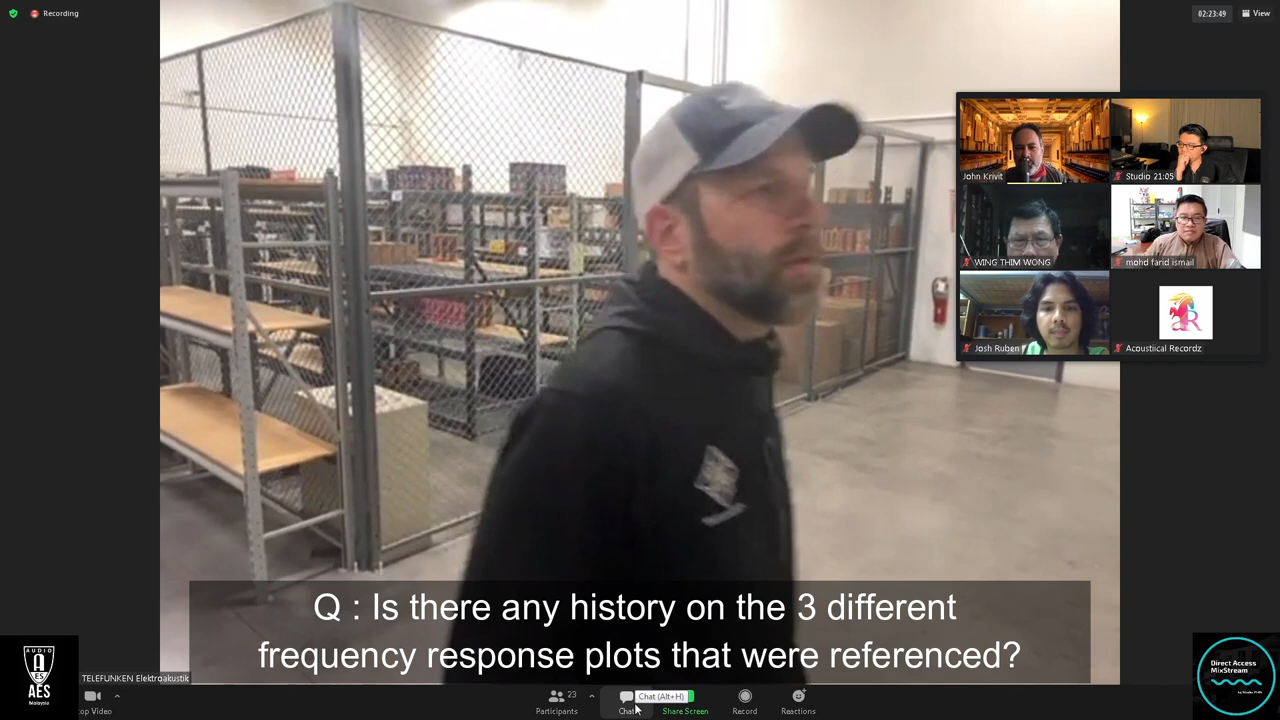 Recording
02:23:49
View
John Krivit
Studio 21:05
WING THIM WONG
mohd farid ismail
Josh Ruben
Acoustiical Recordz
Q : Is there any history on the 3 different
frequency response plots that were referenced?
AUDIO
AES
Malaysia
TELEFUNKEN Elektroakustik
op Video
Participants
23
Chat
Chat (Alt+H)
Share Screen
Record
Reactions
Direct Access
MixStream